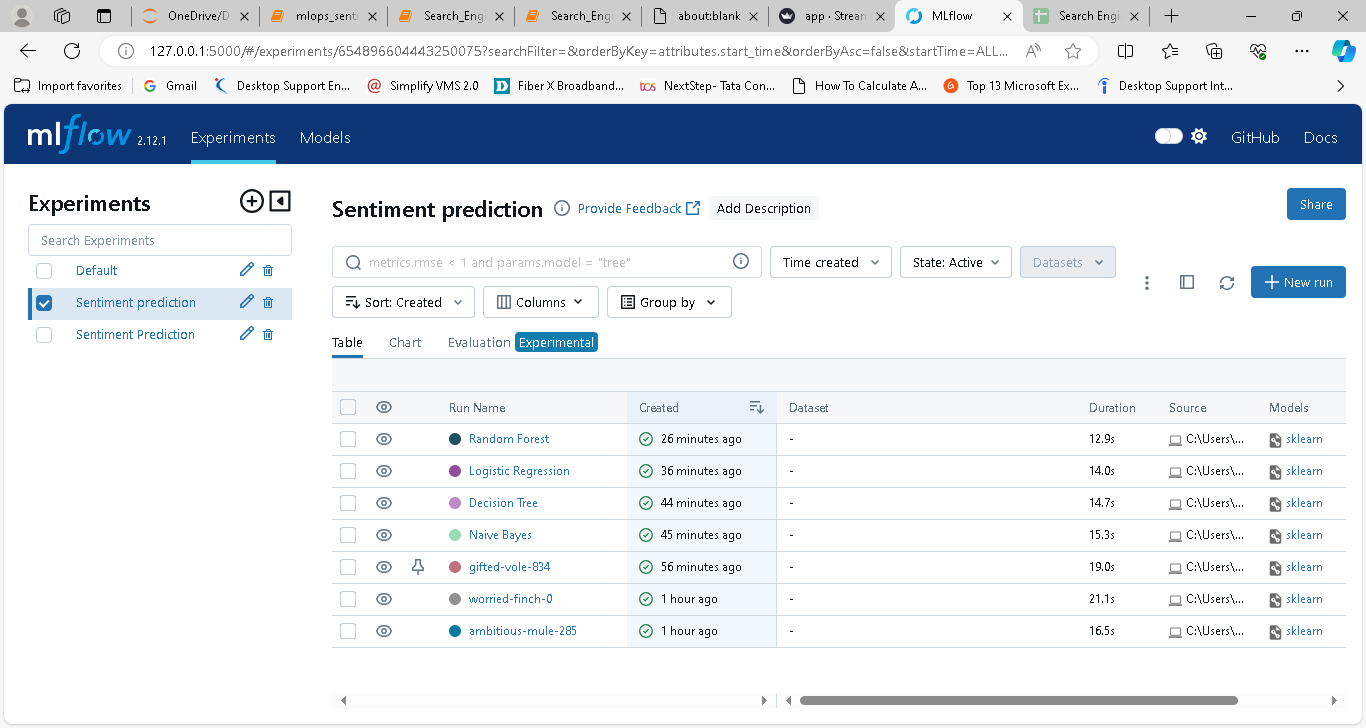 OneDrive/D
mlops_senti
Search_Eng
Search_Eng
about:blank
app · Stream
MLflow
Search Engi
127.0.0.1:5000/#/experiments/654896604443250075?searchFilter=&orderByKey=attributes.start_time&orderByAsc=false&startTime=ALL...
Import favorites
Gmail
Desktop Support En...
Simplify VMS 2.0
Fiber X Broadband...
NextStep- Tata Con...
How To Calculate A...
Top 13 Microsoft Ex...
Desktop Support Int...
mlflow 2.12.1 Experiments Models GitHub Docs
Experiments
Search Experiments
Default
Sentiment prediction
Sentiment Prediction
Sentiment prediction Provide Feedback Add Description Share
metrics.rmse < 1 and params.model = "tree" Time created State: Active Datasets
Sort: Created Columns Group by
+ New run
Table Chart Evaluation Experimental
Run Name Created Dataset Duration Source Models
Random Forest 26 minutes ago - 12.9s C:\Users\... sklearn
Logistic Regression 36 minutes ago - 14.0s C:\Users\... sklearn
Decision Tree 44 minutes ago - 14.7s C:\Users\... sklearn
Naive Bayes 45 minutes ago - 15.3s C:\Users\... sklearn
gifted-vole-834 56 minutes ago - 19.0s C:\Users\... sklearn
worried-finch-0 1 hour ago - 21.1s C:\Users\... sklearn
ambitious-mule-285 1 hour ago - 16.5s C:\Users\... sklearn